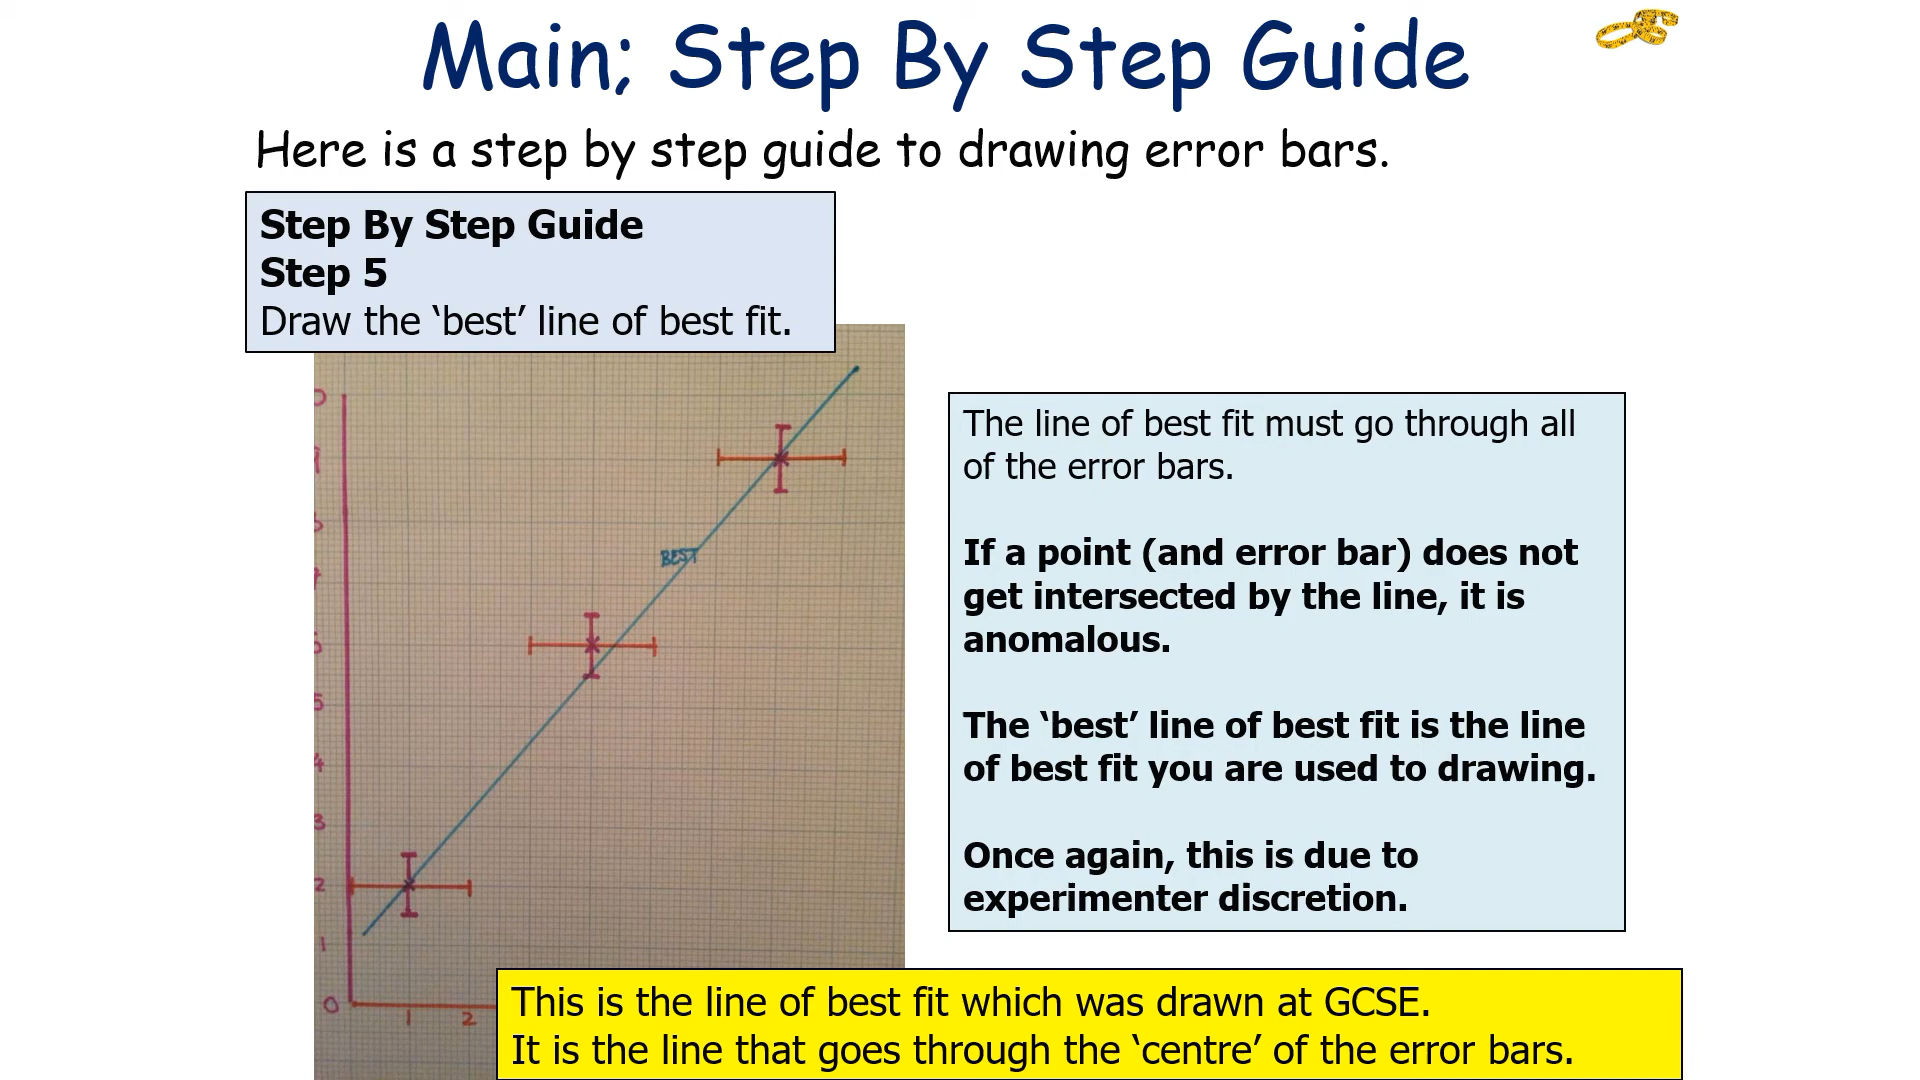 Main; Step By Step Guide
Here is a step by step guide to drawing error bars.
Step By Step Guide
Step 5
Draw the ‘best’ line of best fit.
The line of best fit must go through all
of the error bars.
If a point (and error bar) does not
get intersected by the line, it is
anomalous.
The ‘best’ line of best fit is the line
of best fit you are used to drawing.
Once again, this is due to
experimenter discretion.
BEST
6
5
4
3
2
1
0
1 2
This is the line of best fit which was drawn at GCSE.
It is the line that goes through the ‘centre’ of the error bars.